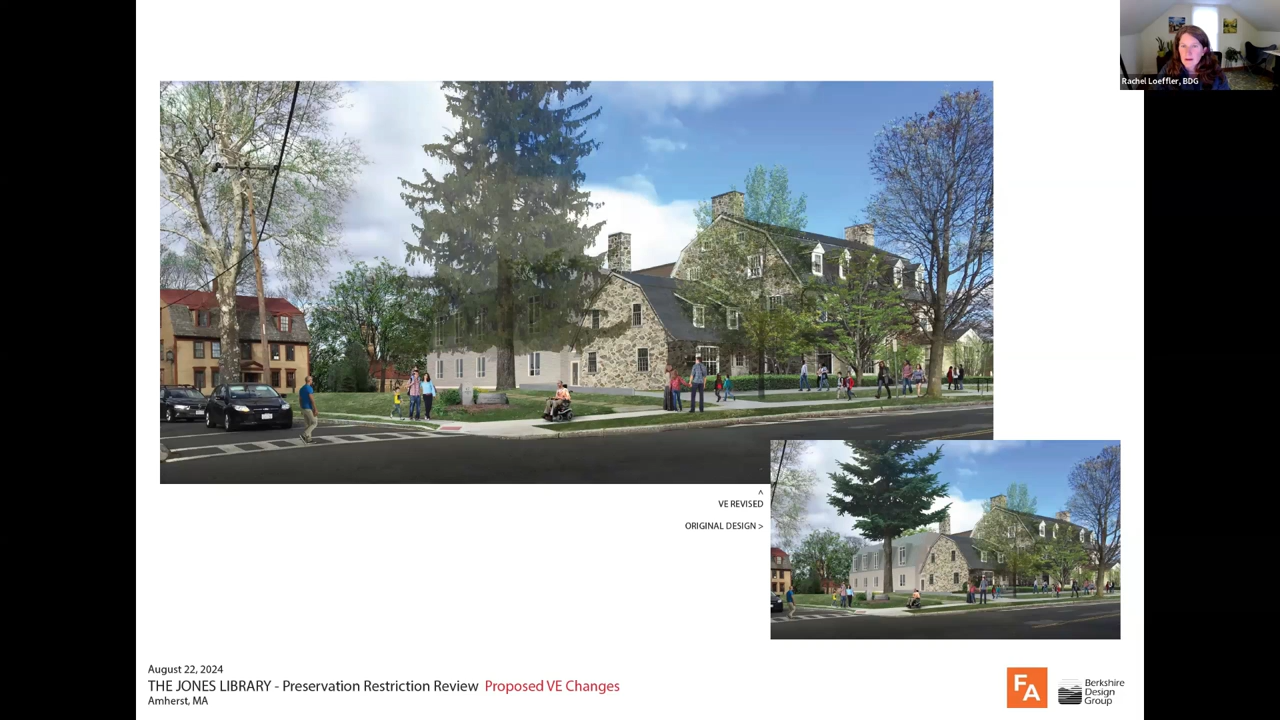 Rachel Loeffler, BDG
^
VE REVISED
ORIGINAL DESIGN >
August 22, 2024
THE JONES LIBRARY - Preservation Restriction Review Proposed VE Changes
Amherst, MA
FA
Berkshire
Design
Group